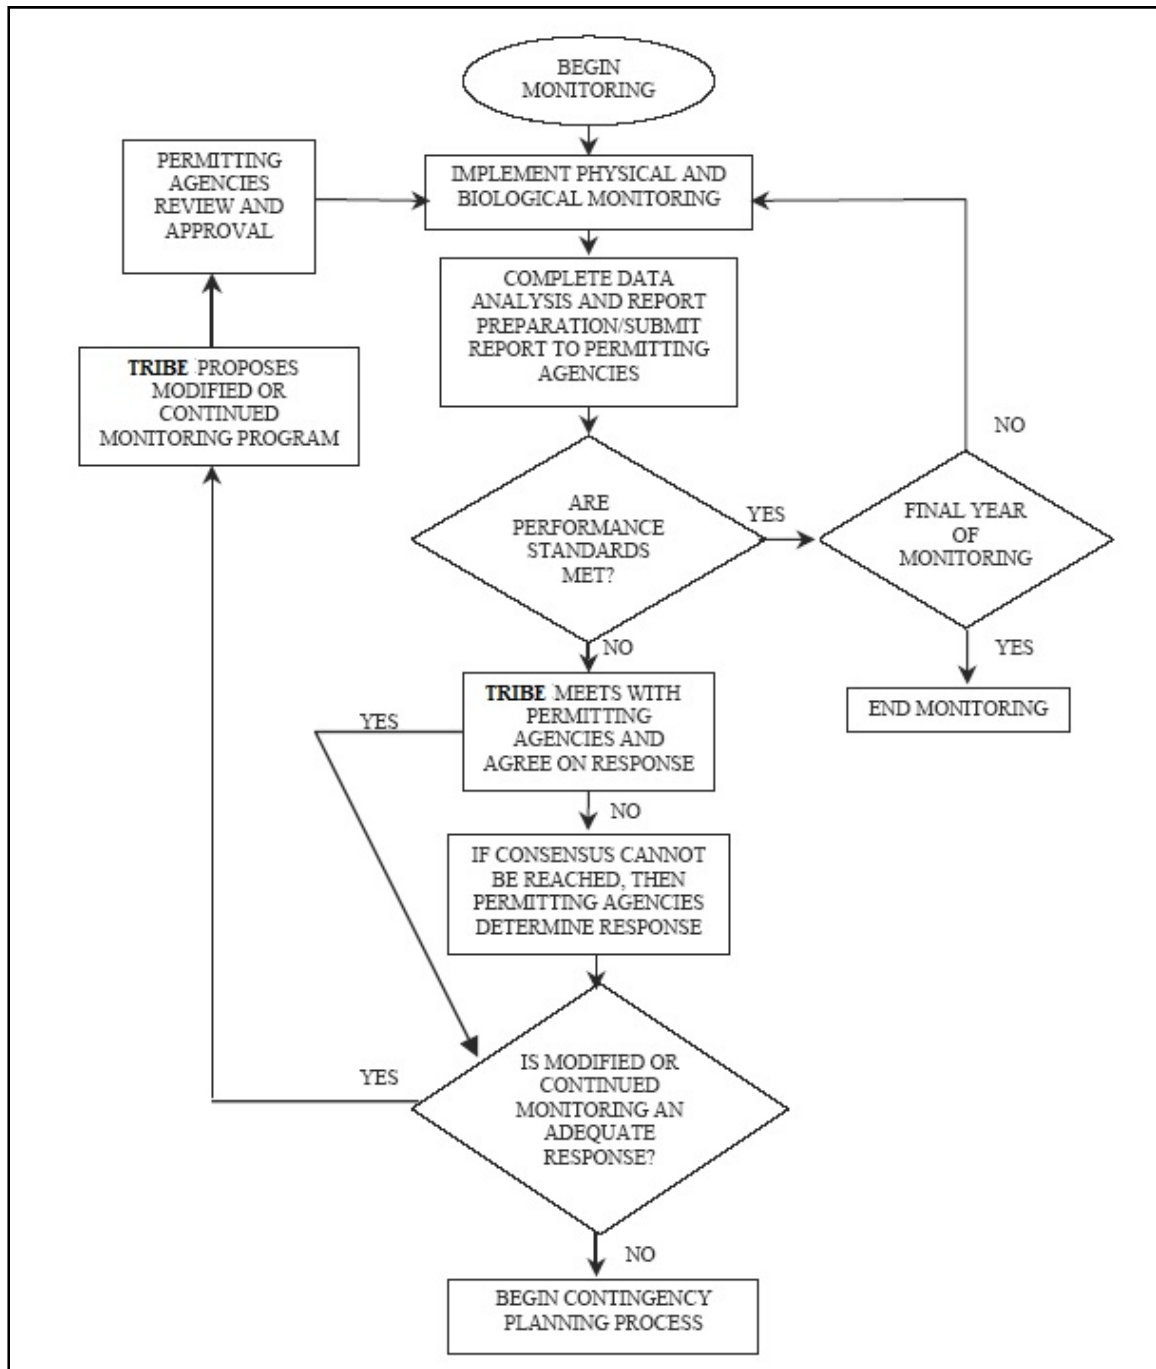 BEGIN
MONITORING
PERMITTING
AGENCIES
REVIEW AND
APPROVAL
IMPLEMENT PHYSICAL AND
BIOLOGICAL MONITORING
COMPLETE DATA
ANALYSIS AND REPORT
PREPARATION/SUBMIT
REPORT TO PERMITTING
AGENCIES
TRIBE PROPOSES
MODIFIED OR
CONTINUED
MONITORING PROGRAM
NO
ARE
PERFORMANCE
STANDARDS
MET?
YES
FINAL YEAR
OF
MONITORING
NO
YES
TRIBE MEETS WITH
PERMITTING
AGENCIES AND
AGREE ON RESPONSE
YES
END MONITORING
NO
IF CONSENSUS CANNOT
BE REACHED, THEN
PERMITTING AGENCIES
DETERMINE RESPONSE
IS MODIFIED OR
CONTINUED
MONITORING AN
ADEQUATE
RESPONSE?
YES
NO
BEGIN CONTINGENCY
PLANNING PROCESS